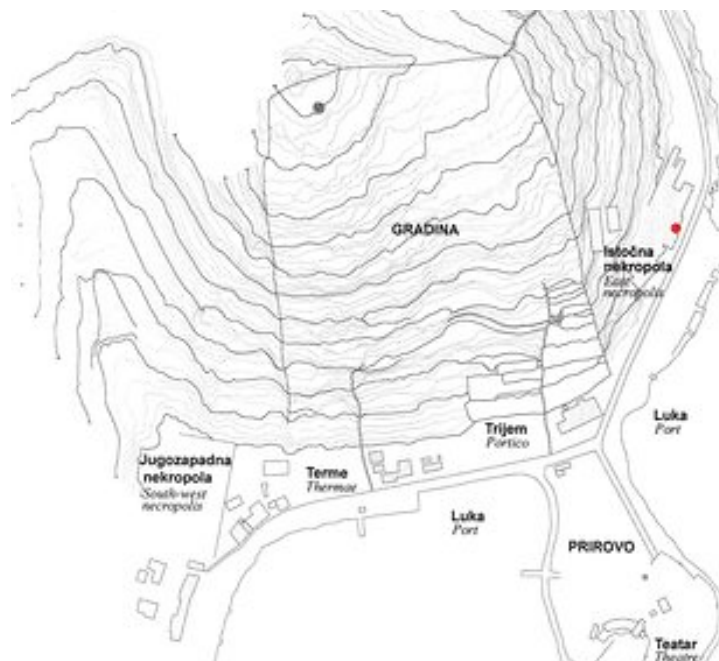 GRADINA
Istočna
nekropola
East
necropolis
Luka
Port
Trijem
Portico
Jugozapadna
nekropola
South-west
necropolis
Terme
Thermae
Luka
Port
PRIROVO
Teatar
Theatre